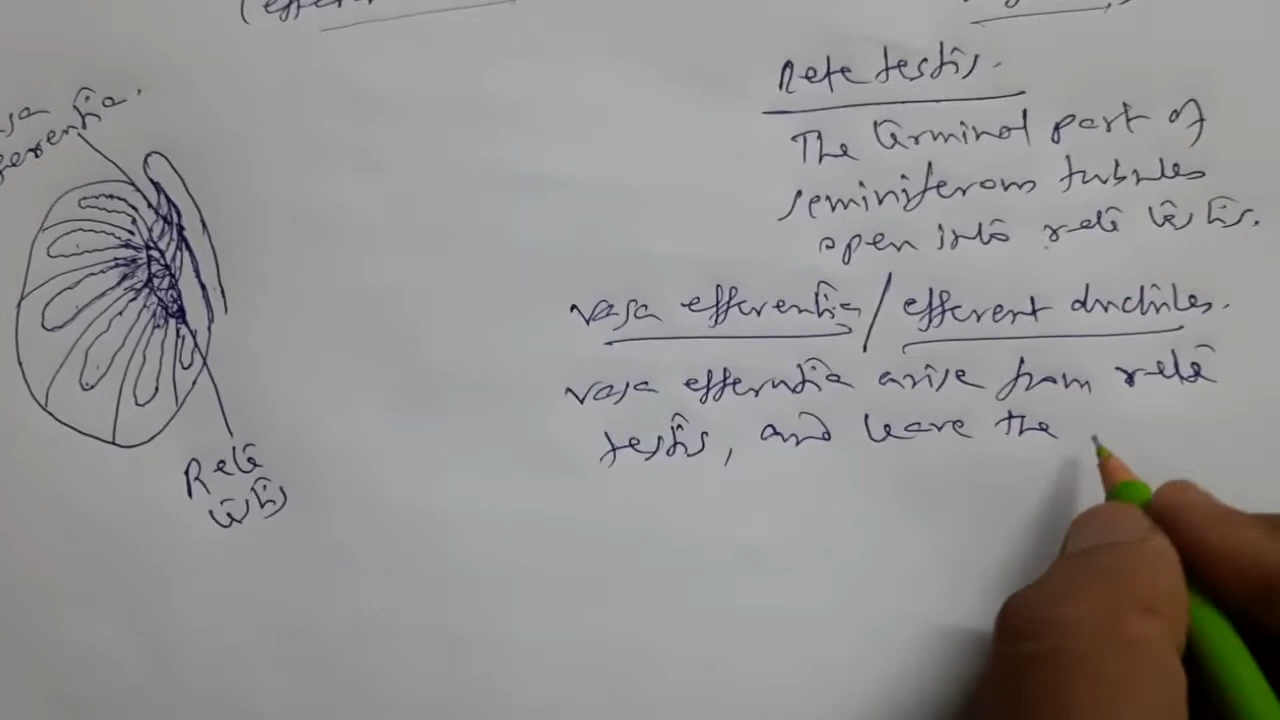 Rete testis.
The terminal part of
seminiferous tubules
open into rete testis.
vasa efferentia / efferent ductules.
vasa efferentia arise from rete
testis, and leave the
Rete
testis